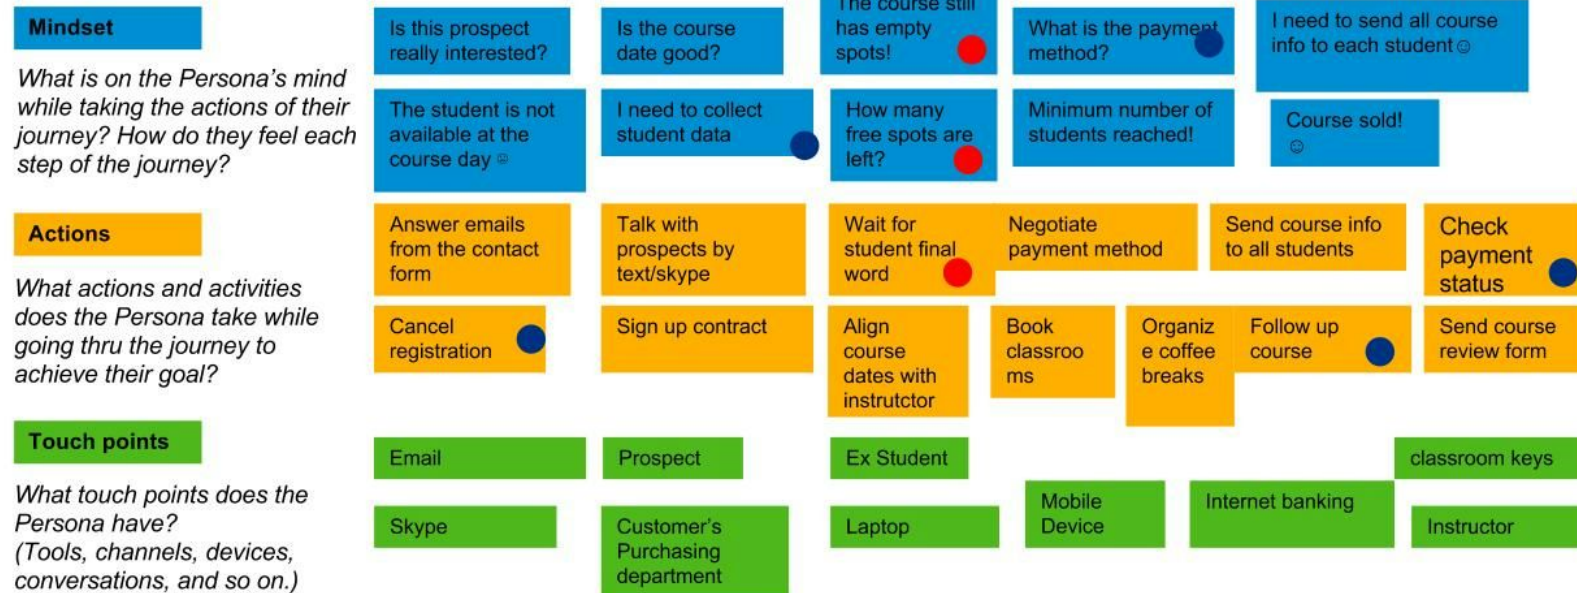 Mindset
What is on the Persona's mind
while taking the actions of their
journey? How do they feel each
step of the journey?
Is this prospect
really interested?
Is the course
date good?
The course still
has empty
spots!
What is the payment
method?
I need to send all course
info to each student☺
The student is not
available at the
course day ☺
I need to collect
student data
How many
free spots are
left?
Minimum number of
students reached!
Course sold!
☺
Actions
What actions and activities
does the Persona take while
going thru the journey to
achieve their goal?
Answer emails
from the contact
form
Talk with
prospects by
text/skype
Wait for
student final
word
Negotiate
payment method
Send course info
to all students
Check
payment
status
Cancel
registration
Sign up contract
Align
course
dates with
instrutctor
Book
classroo
ms
Organiz
e coffee
breaks
Follow up
course
Send course
review form
Touch points
What touch points does the
Persona have?
(Tools, channels, devices,
conversations, and so on.)
Email
Prospect
Ex Student
classroom keys
Skype
Customer's
Purchasing
department
Laptop
Mobile
Device
Internet banking
Instructor